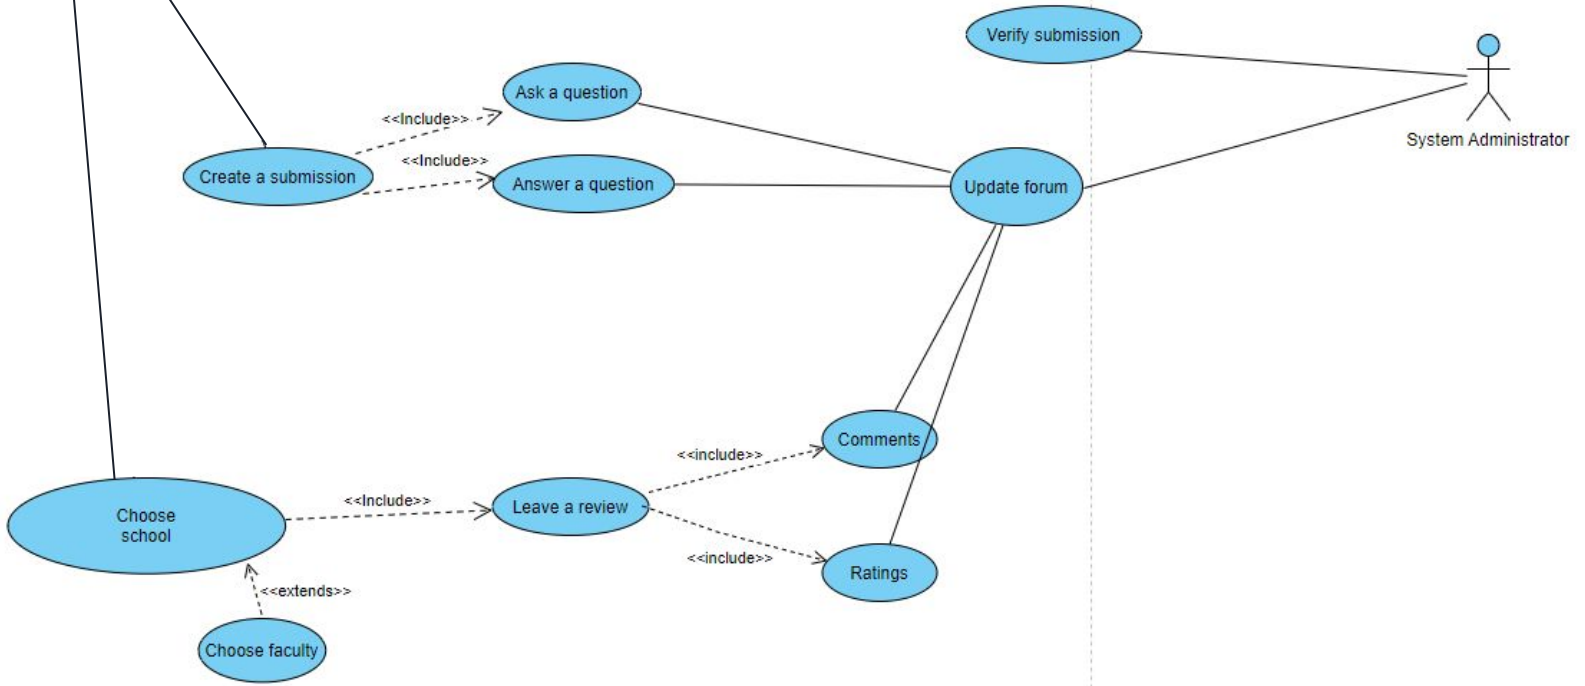 Verify submission
Ask a question
<<Include>>
System Administrator
<<Include>>
Create a submission
Answer a question
Update forum
Comments
<<include>>
<<Include>>
Leave a review
Choose
school
<<include>>
Ratings
<<extends>>
Choose faculty